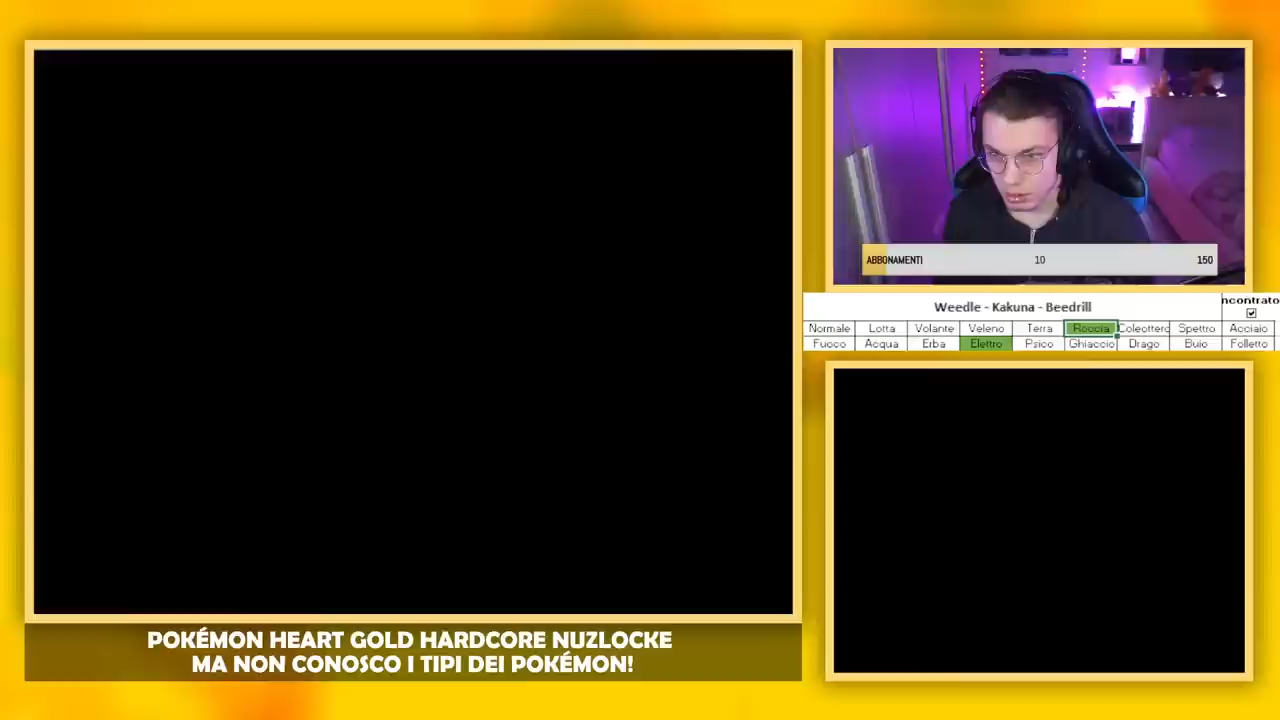 ABBONAMENTI 10 150
Weedle - Kakuna - Beedrill
ncontrato
Normale Lotta Volante Veleno Terra Roccia Coleottero Spettro Acciaio
Fuoco Acqua Erba Elettro Psico Ghiaccio Drago Buio Folletto
POKÉMON HEART GOLD HARDCORE NUZLOCKE
MA NON CONOSCO I TIPI DEI POKÉMON!